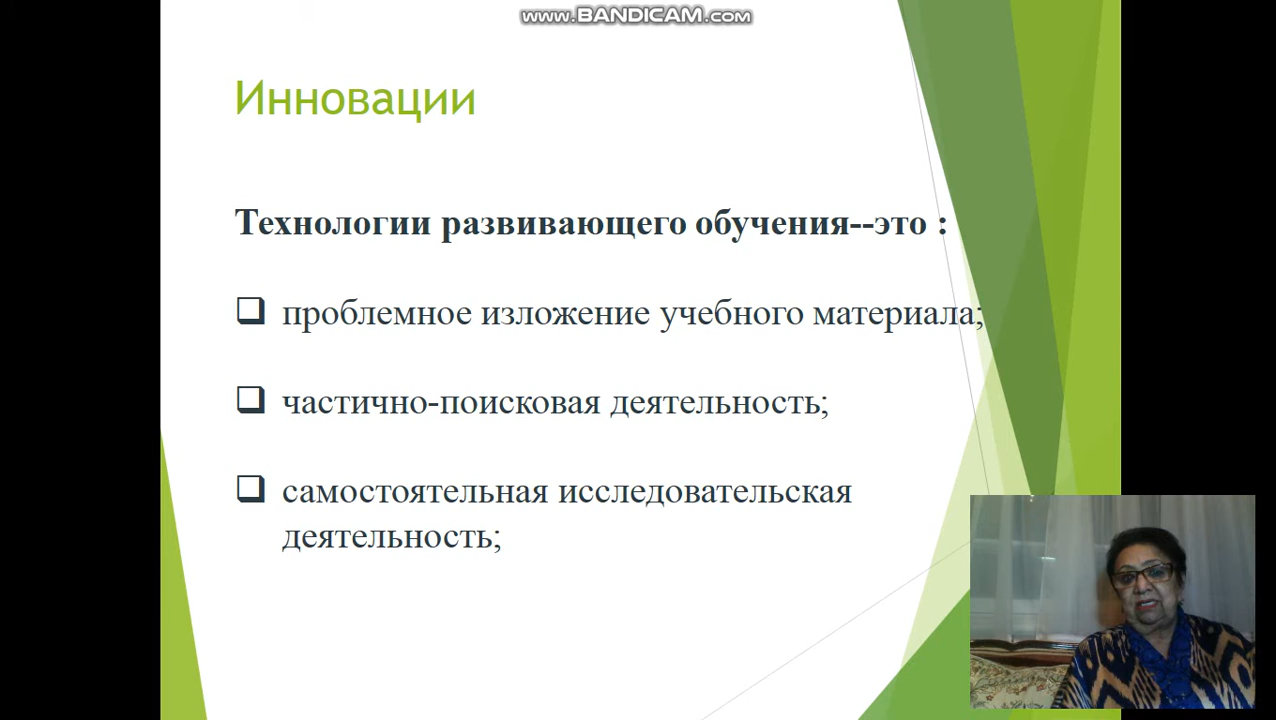 www.BANDICAM.com
Инновации
Технологии развивающего обучения--это :
проблемное изложение учебного материала;
частично-поисковая деятельность;
самостоятельная исследовательская
деятельность;